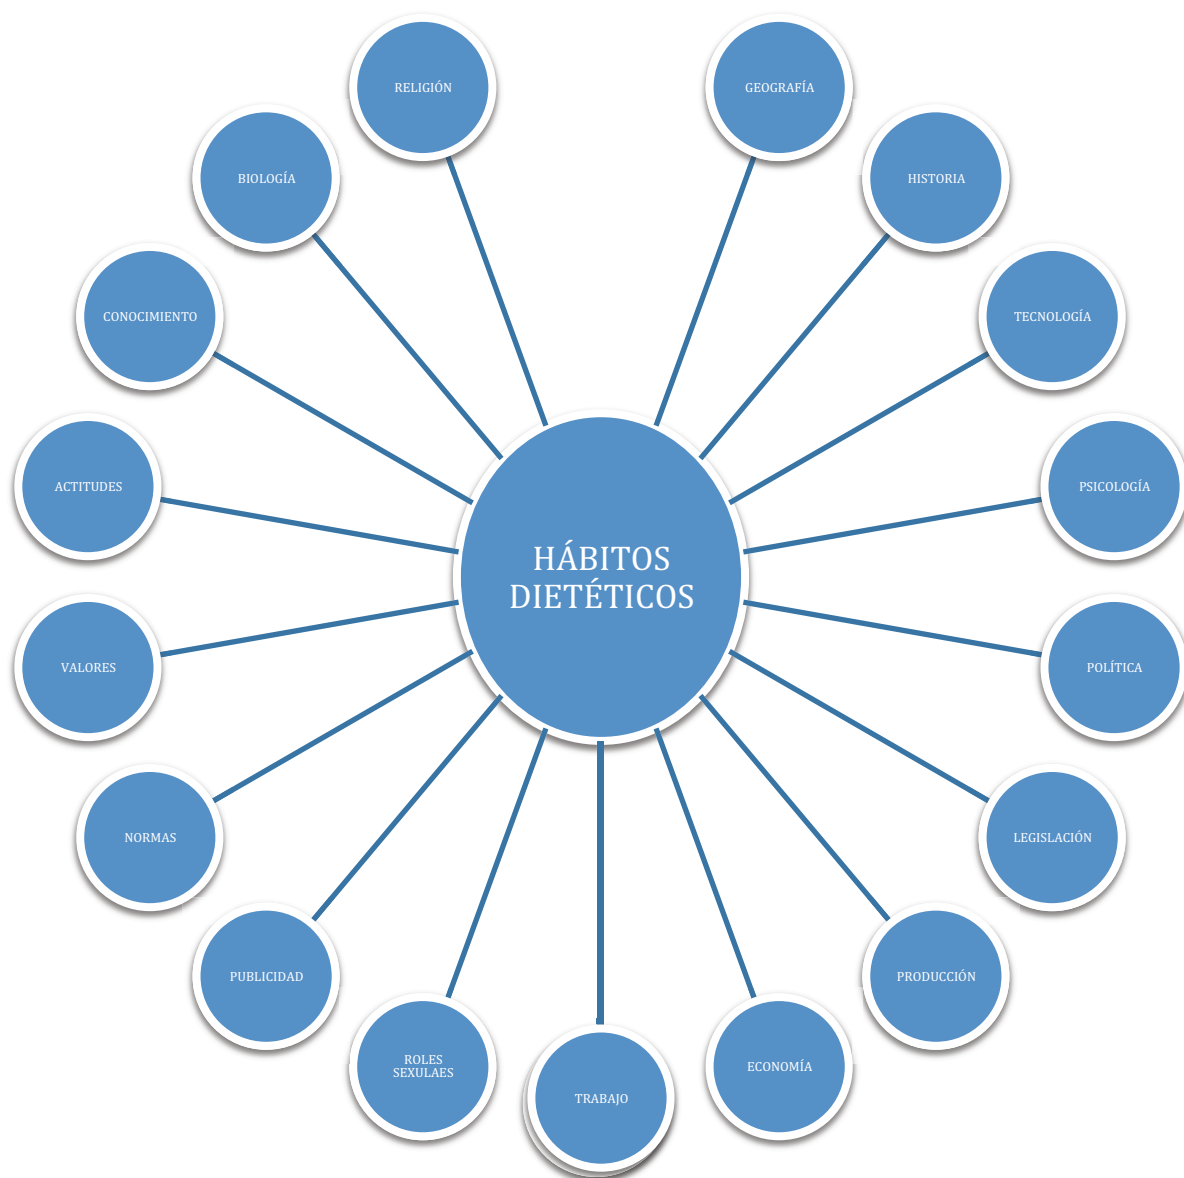 RELIGIÓN
GEOGRAFÍA
BIOLOGÍA
HISTORIA
CONOCIMIENTO
TECNOLOGÍA
ACTITUDES
PSICOLOGÍA
HÁBITOS
DIETÉTICOS
VALORES
POLÍTICA
NORMAS
LEGISLACIÓN
PUBLICIDAD
PRODUCCIÓN
ROLES
SEXULAES
ECONOMÍA
TRABAJO